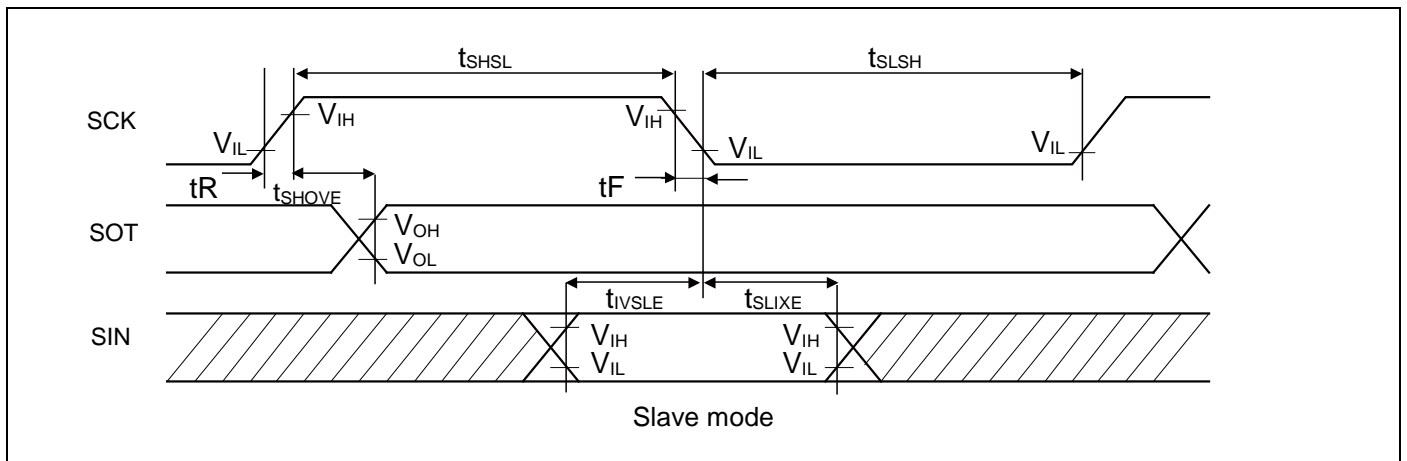 tSHSL
tSLSH
SCK
VIH
VIH
VIL
VIL
VIL
tR
tSHOVE
tF
SOT
VOH
VOL
tIVSLE
tSLIXE
SIN
VIH
VIH
VIL
VIL
Slave mode